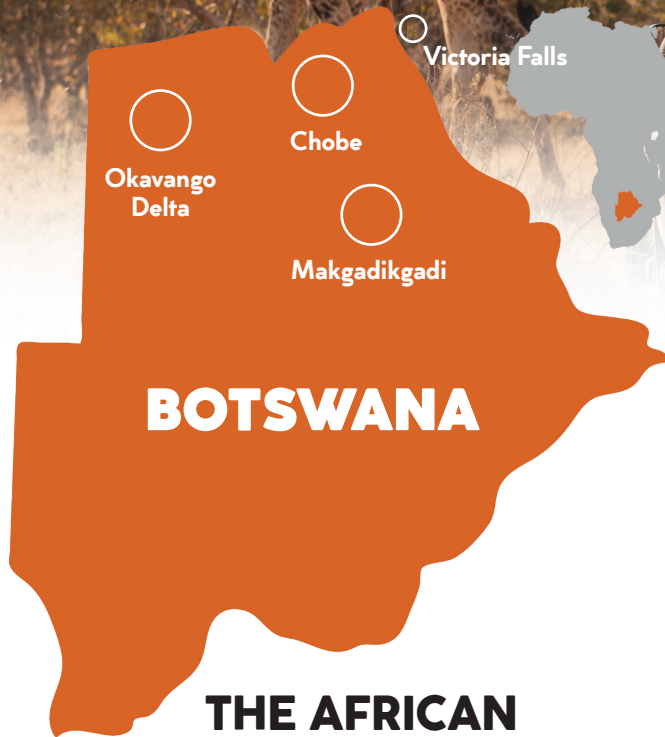 Victoria Falls
Chobe
Okavango
Delta
Makgadikgadi
BOTSWANA
THE AFRICAN